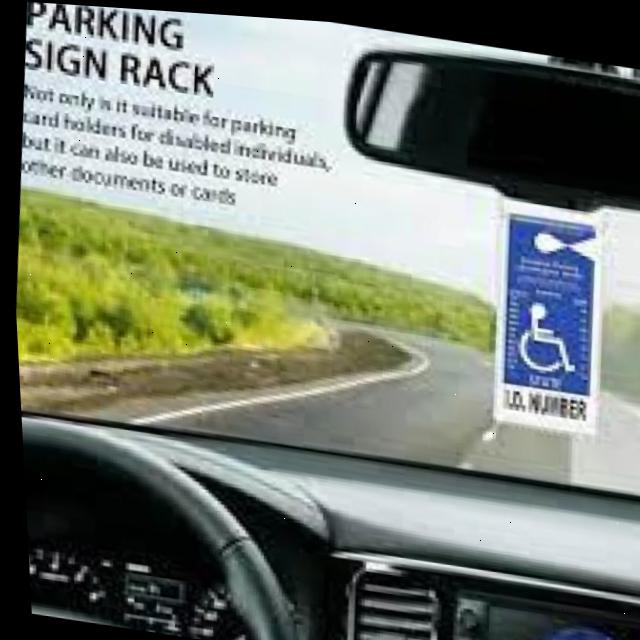 PARKING
SIGN RACK
Not only is it suitable for parking
card holders for disabled individuals,
but it can also be used to store
other documents or cards
I.D. NUMBER